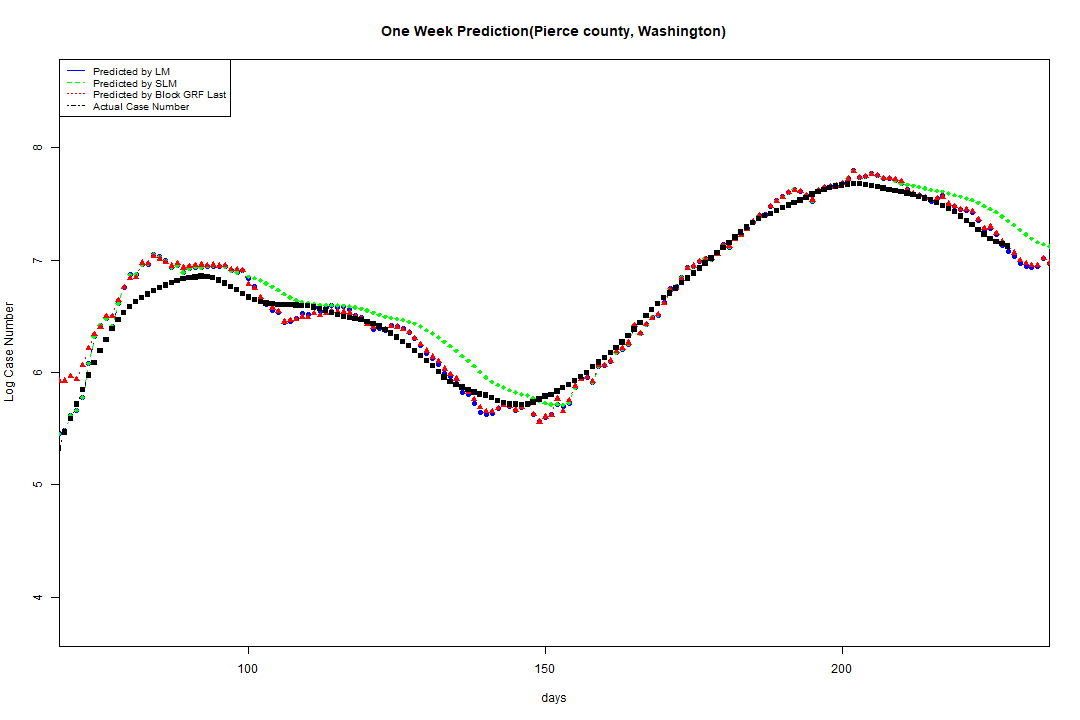 One Week Prediction(Pierce county, Washington)
Predicted by LM
Predicted by SLM
Predicted by Block GRF Last
Actual Case Number
8
7
6
5
4
Log Case Number
100
150
200
days